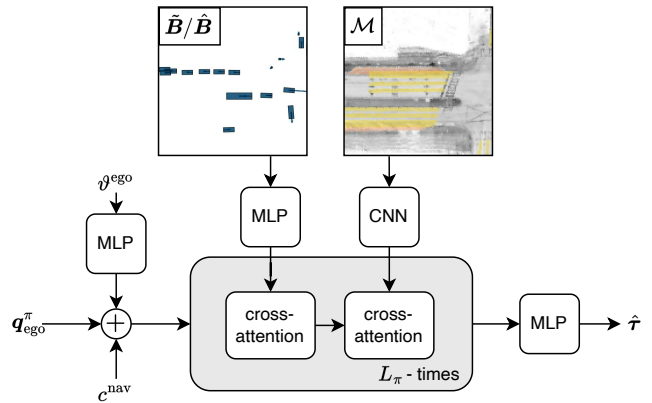 B̃/B̂
ℳ
ϑ^ego
MLP
MLP
CNN
q^π_ego
+
cross-
attention
cross-
attention
MLP
τ̂
L_π - times
c^nav